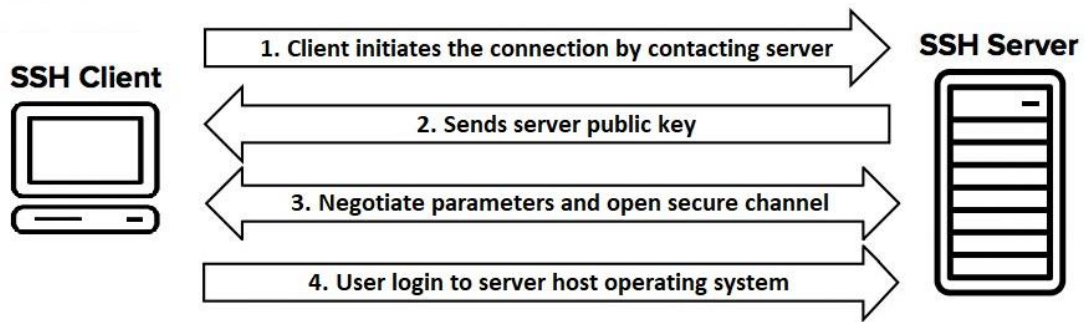 1. Client initiates the connection by contacting server
SSH Server
SSH Client
2. Sends server public key
3. Negotiate parameters and open secure channel
4. User login to server host operating system